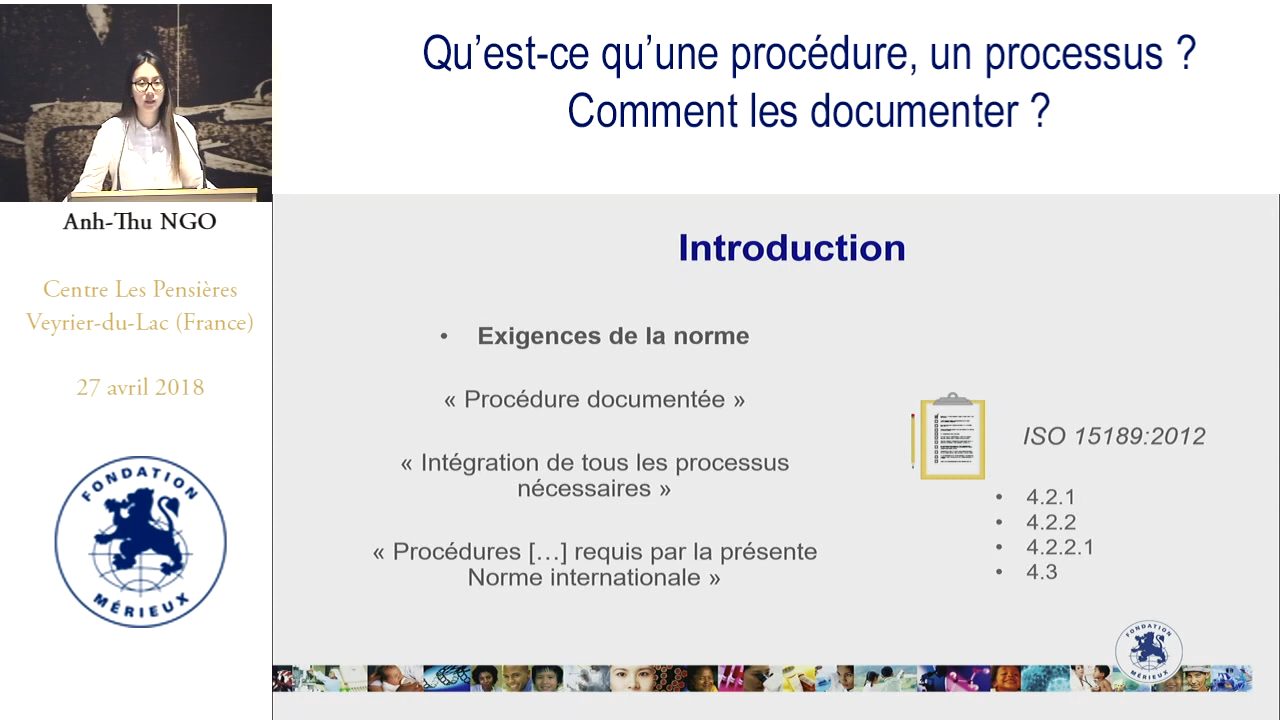 Qu’est-ce qu’une procédure, un processus ?
Comment les documenter ?
Anh-Thu NGO
Centre Les Pensières
Veyrier-du-Lac (France)
27 avril 2018
FONDATION
MÉRIEUX
Introduction
• Exigences de la norme
« Procédure documentée »
« Intégration de tous les processus
nécessaires »
« Procédures […] requis par la présente
Norme internationale »
ISO 15189:2012
• 4.2.1
• 4.2.2
• 4.2.2.1
• 4.3
FONDATION
MÉRIEUX